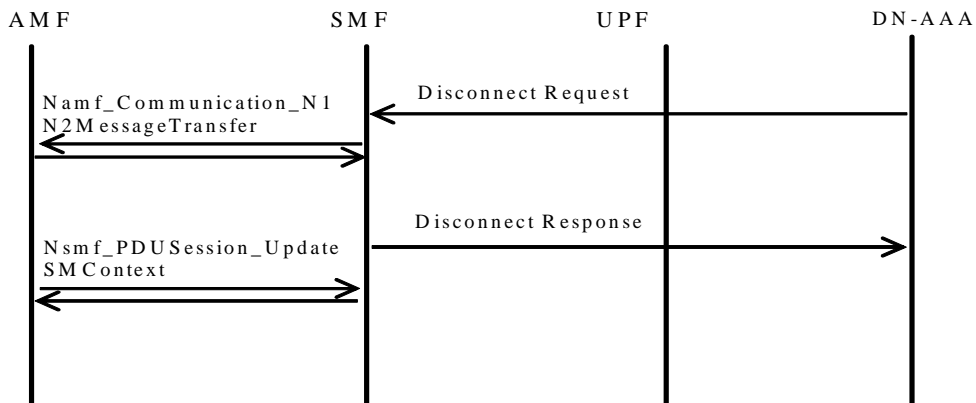 AMF SMF UPF DN-AAA
Disconnect Request
Namf_Communication_N1
N2MessageTransfer
Disconnect Response
Nsmf_PDUSession_Update
SMContext